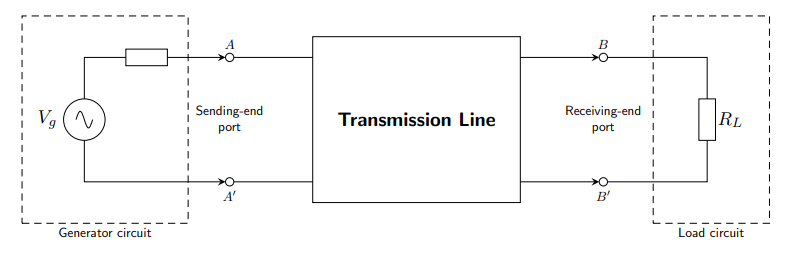 A
B
V_g
Sending-end
port
Transmission Line
Receiving-end
port
R_L
A′
B′
Generator circuit
Load circuit